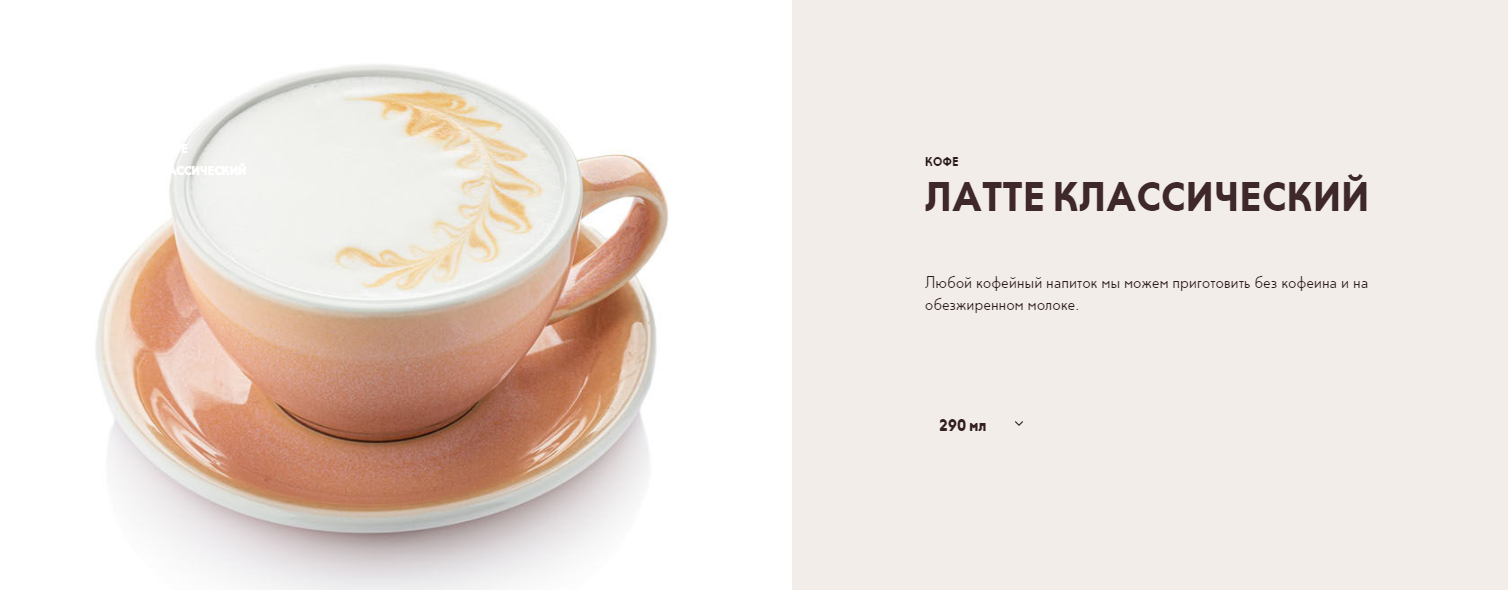 КОФЕ
ЛАТТЕ КЛАССИЧЕСКИЙ
Любой кофейный напиток мы можем приготовить без кофеина и на
обезжиренном молоке.
290 мл